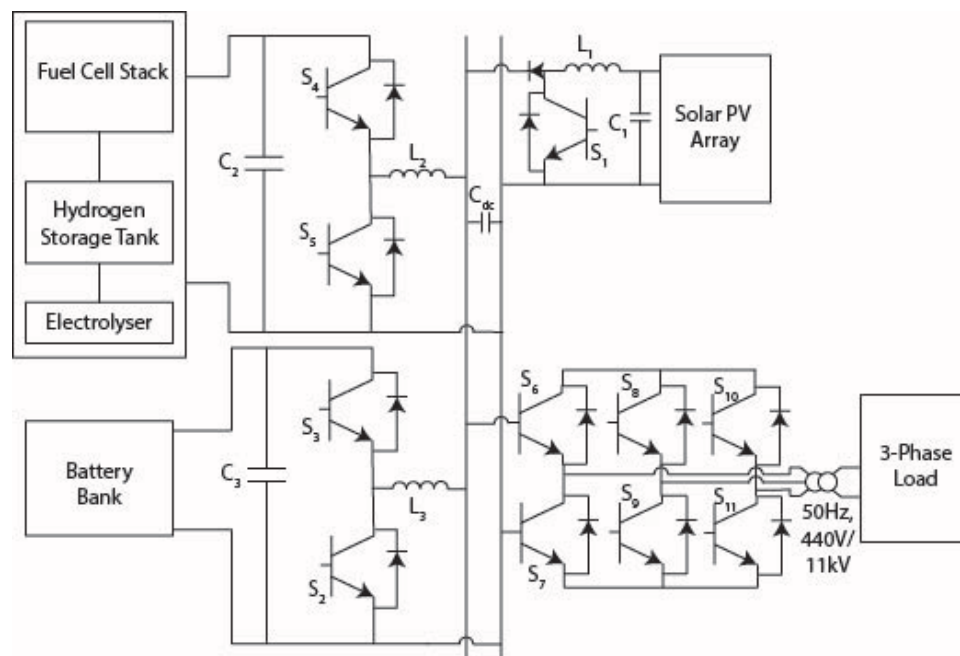 Fuel Cell Stack
Hydrogen
Storage Tank
Electrolyser
C₂
S₄
S₅
L₂
C_dc
L₁
C₁
S₁
Solar PV
Array
Battery
Bank
C₃
S₃
S₂
L₃
S₆
S₈
S₁₀
S₇
S₉
S₁₁
50Hz,
440V/
11kV
3-Phase
Load